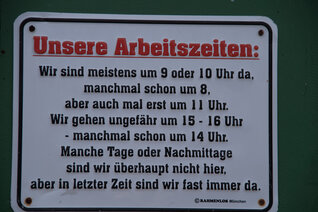 Unsere Arbeitszeiten:
Wir sind meistens um 9 oder 10 Uhr da,
manchmal schon um 8,
aber auch mal erst um 11 Uhr.
Wir gehen ungefähr um 15 - 16 Uhr
- manchmal schon um 14 Uhr.
Manche Tage oder Nachmittage
sind wir überhaupt nicht hier,
aber in letzter Zeit sind wir fast immer da.
©RAHMENLOS München